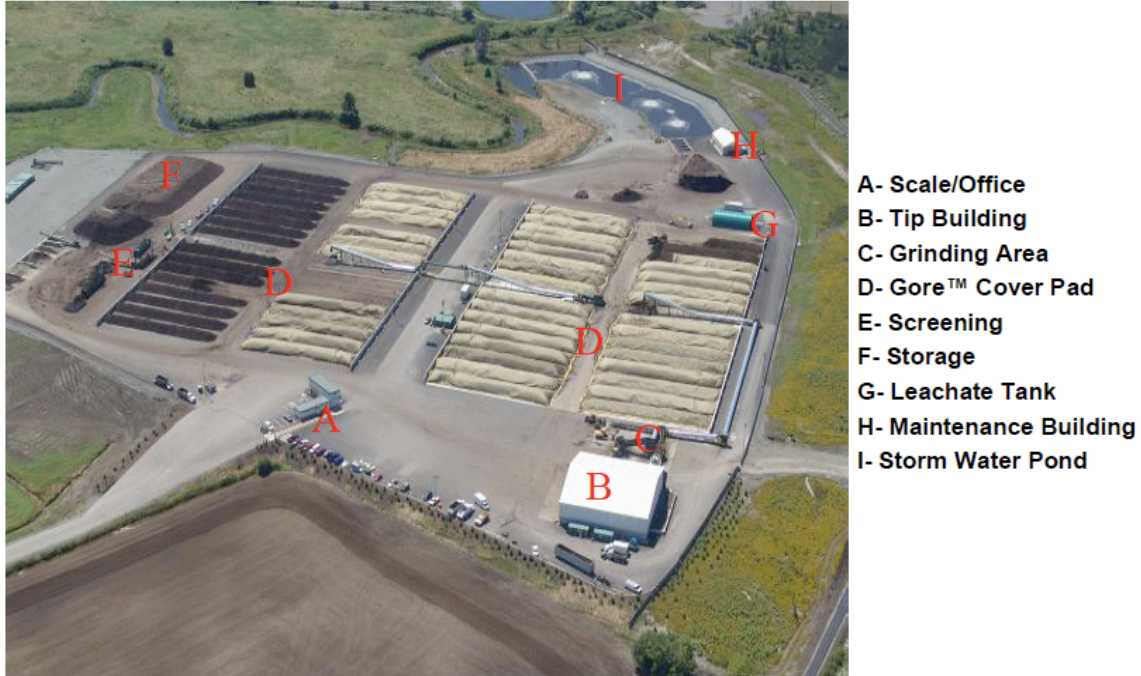 I
H
F
G
E
D
D
A
C
B
A- Scale/Office
B- Tip Building
C- Grinding Area
D- Gore™ Cover Pad
E- Screening
F- Storage
G- Leachate Tank
H- Maintenance Building
I- Storm Water Pond